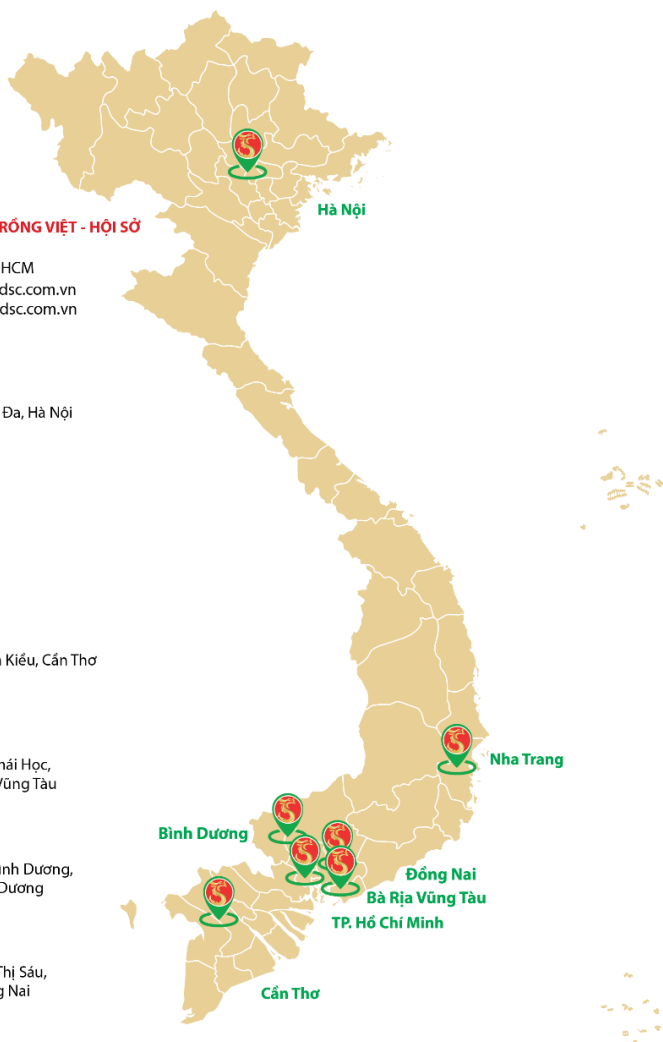 Hà Nội
RỒNG VIỆT - HỘI SỞ
HCM
dsc.com.vn
dsc.com.vn
Đa, Hà Nội
Kiều, Cần Thơ
hái Học,
Vũng Tàu
Nha Trang
Bình Dương
Đồng Nai
Bà Rịa Vũng Tàu
TP. Hồ Chí Minh
ình Dương,
Dương
Thị Sáu,
g Nai
Cần Thơ